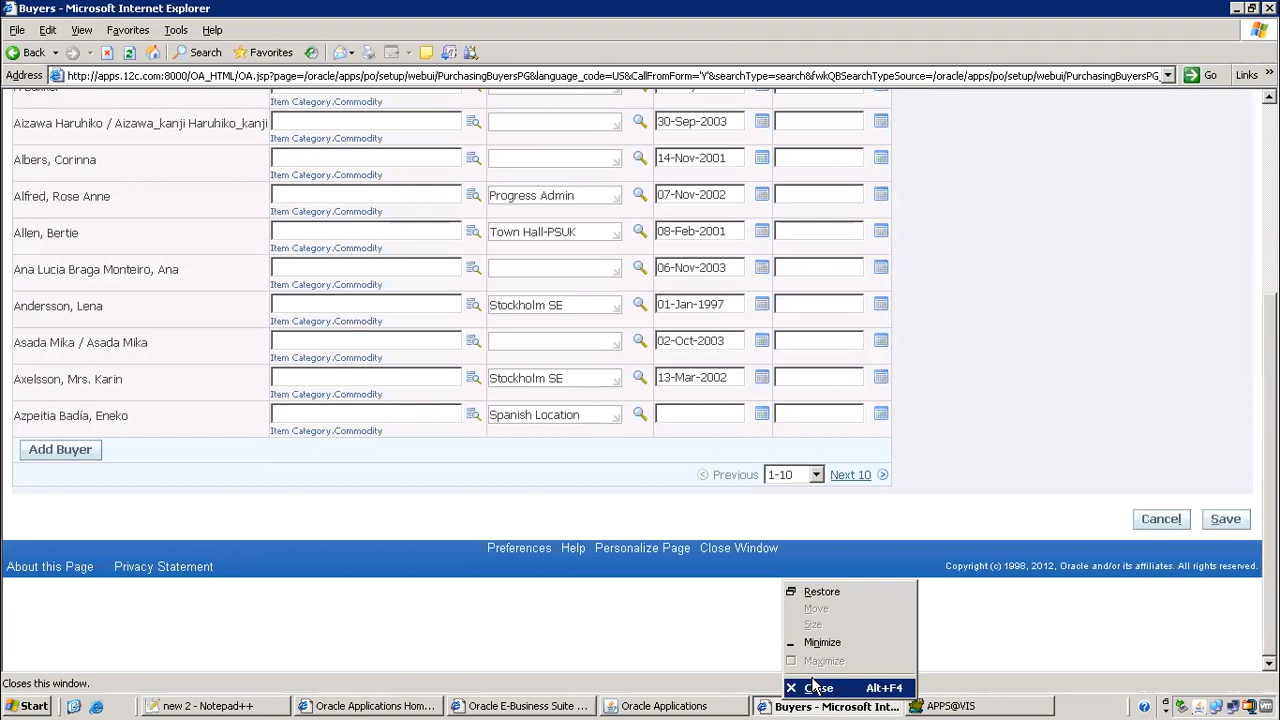 Buyers - Microsoft Internet Explorer
File Edit View Favorites Tools Help
Back Search Favorites
Address http://apps.12c.com:8000/OA_HTML/OA.jsp?page=/oracle/apps/po/setup/webui/PurchasingBuyersPG&language_code=US&CallFromForm='Y'&searchType=search&fwkQBSearchTypeSource=/oracle/apps/po/setup/webui/PurchasingBuyersPG_ Go Links »
Item Category.Commodity
Aizawa Haruhiko / Aizawa_kanji Haruhiko_kanji 30-Sep-2003
Item Category.Commodity
Albers, Corinna 14-Nov-2001
Item Category.Commodity
Alfred, Rose Anne Progress Admin 07-Nov-2002
Item Category.Commodity
Allen, Bertie Town Hall-PSUK 08-Feb-2001
Item Category.Commodity
Ana Lucia Braga Monteiro, Ana 06-Nov-2003
Item Category.Commodity
Andersson, Lena Stockholm SE 01-Jan-1997
Item Category.Commodity
Asada Mika / Asada Mika 02-Oct-2003
Item Category.Commodity
Axelsson, Mrs. Karin Stockholm SE 13-Mar-2002
Item Category.Commodity
Azpeitia Badía, Eneko Spanish Location
Item Category.Commodity
Add Buyer
Previous 1-10 Next 10
Cancel Save
Preferences Help Personalize Page Close Window
About this Page Privacy Statement Copyright (c) 1998, 2012, Oracle and/or its affiliates. All rights reserved.
Restore
Move
Size
Minimize
Maximize
Close Alt+F4
Closes this window.
Start new 2 - Notepad++ Oracle Applications Hom... Oracle E-Business Suite ... Oracle Applications Buyers - Microsoft Int... APPS@VIS